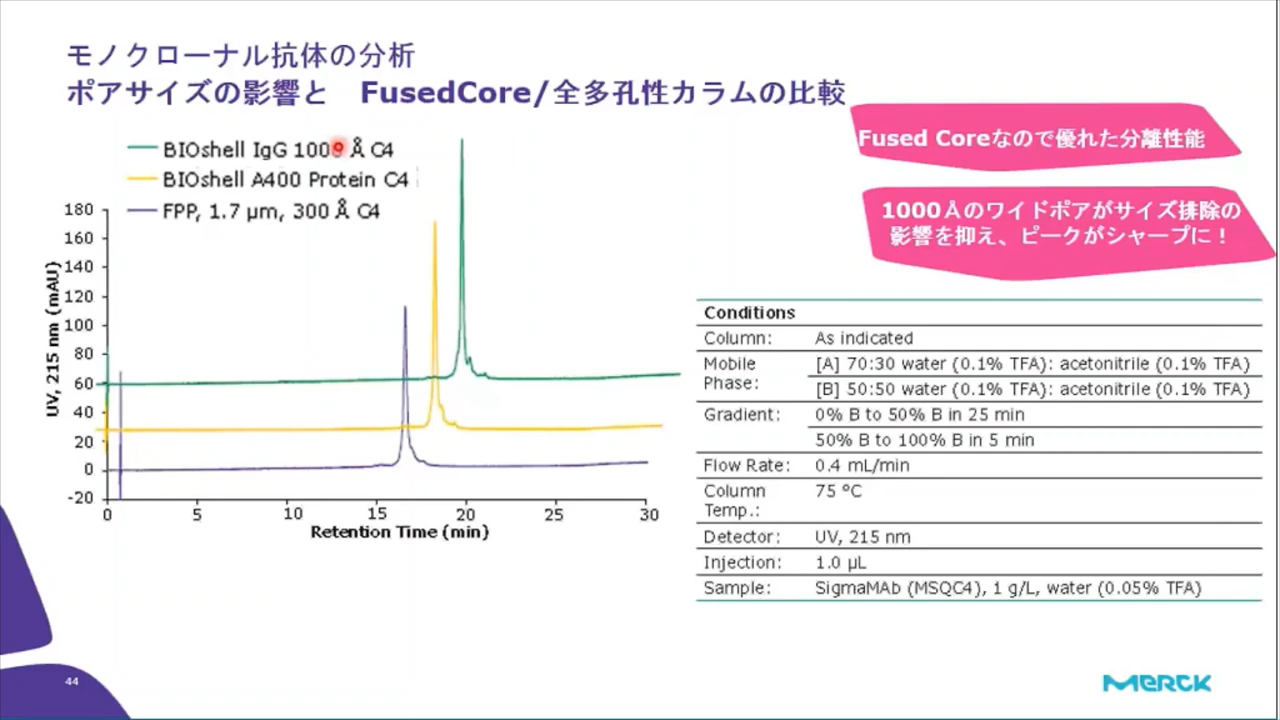 モノクローナル抗体の分析
ポアサイズの影響と　FusedCore/全多孔性カラムの比較
Fused Coreなので優れた分離性能
1000Åのワイドポアがサイズ排除の
影響を抑え、ピークがシャープに！
BIOshell IgG 1000 Å C4
BIOshell A400 Protein C4
FPP, 1.7 µm, 300 Å C4
UV, 215 nm (mAU)
180
160
140
120
100
80
60
40
20
0
-20
0 5 10 15 20 25 30
Retention Time (min)
Conditions
Column: As indicated
Mobile Phase: [A] 70:30 water (0.1% TFA): acetonitrile (0.1% TFA)
[B] 50:50 water (0.1% TFA): acetonitrile (0.1% TFA)
Gradient: 0% B to 50% B in 25 min
50% B to 100% B in 5 min
Flow Rate: 0.4 mL/min
Column Temp.: 75 °C
Detector: UV, 215 nm
Injection: 1.0 µL
Sample: SigmaMAb (MSQC4), 1 g/L, water (0.05% TFA)
44
MERCK